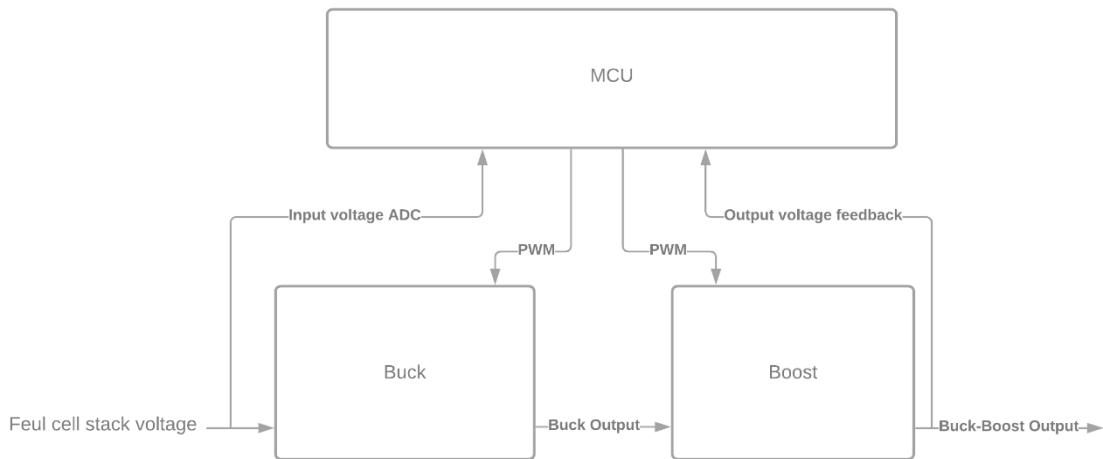 MCU
Input voltage ADC
Output voltage feedback
PWM
PWM
Buck
Boost
Feul cell stack voltage
Buck Output
Buck-Boost Output